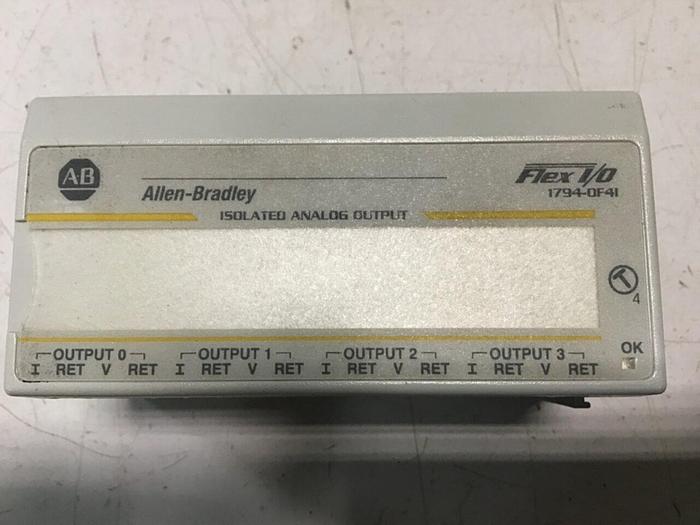 AB
Allen-Bradley
Flex I/O
1794-OF4I
ISOLATED ANALOG OUTPUT
4
OK
OUTPUT 0 OUTPUT 1 OUTPUT 2 OUTPUT 3
I RET V RET I RET V RET I RET V RET I RET V RET